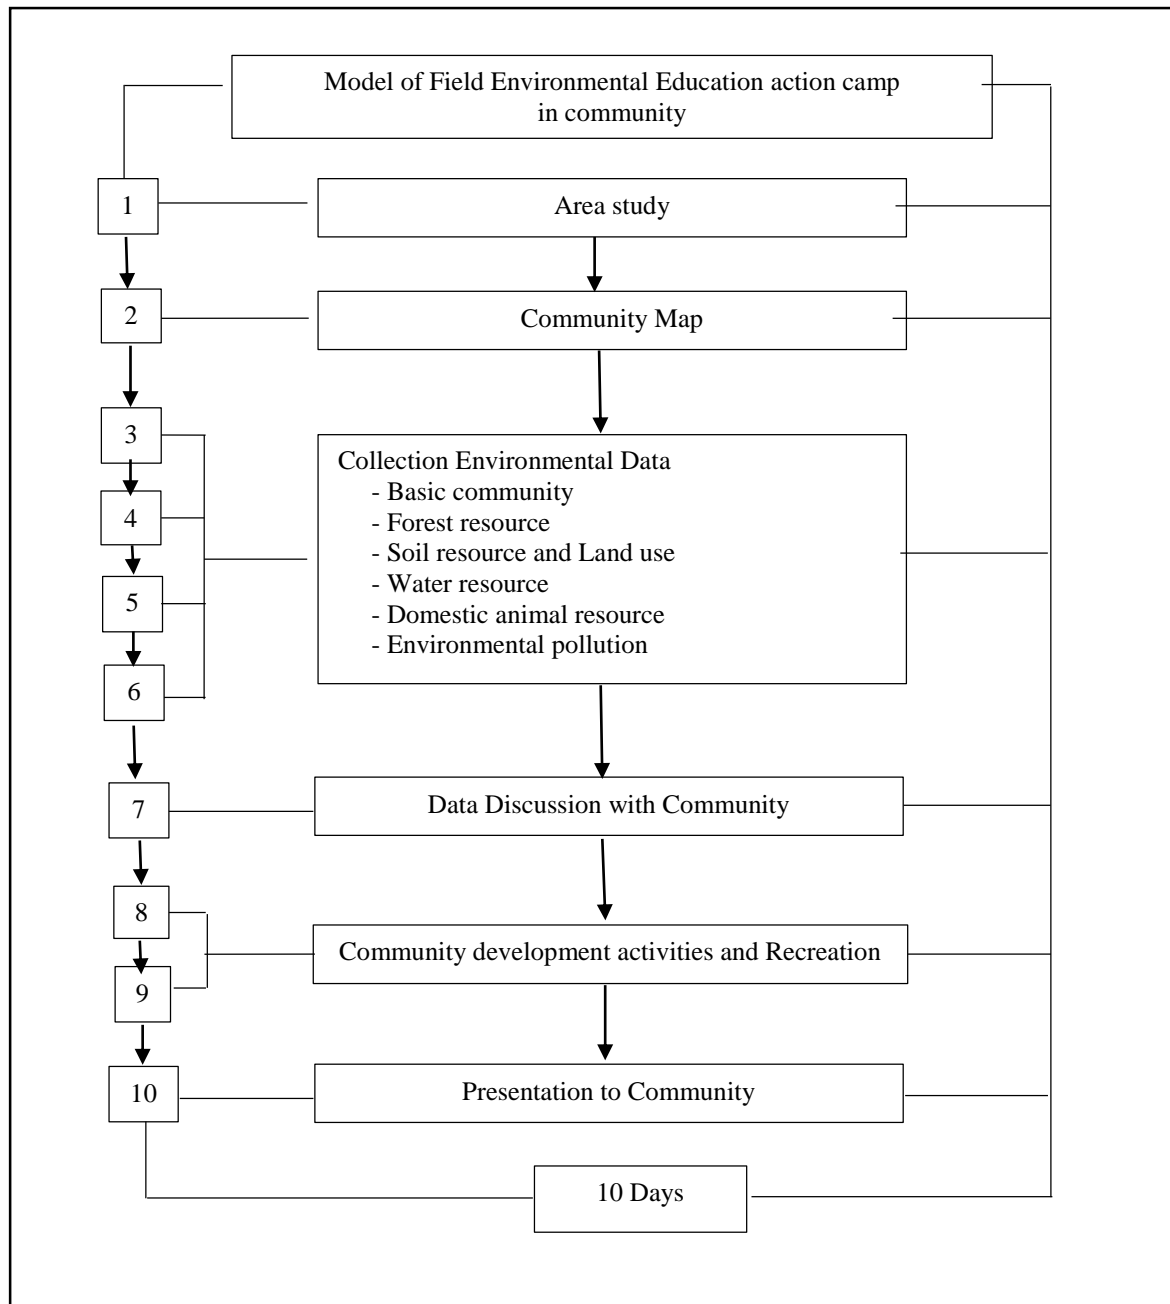 Model of Field Environmental Education action camp
in community
1
Area study
2
Community Map
3
4
5
6
Collection Environmental Data
- Basic community
- Forest resource
- Soil resource and Land use
- Water resource
- Domestic animal resource
- Environmental pollution
7
Data Discussion with Community
8
9
Community development activities and Recreation
10
Presentation to Community
10 Days